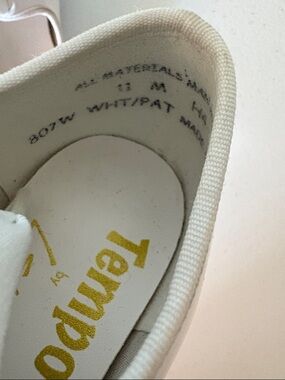 ALL MATERIALS MAN
11 M
807W WHT/PAT MADE
by
Tempo